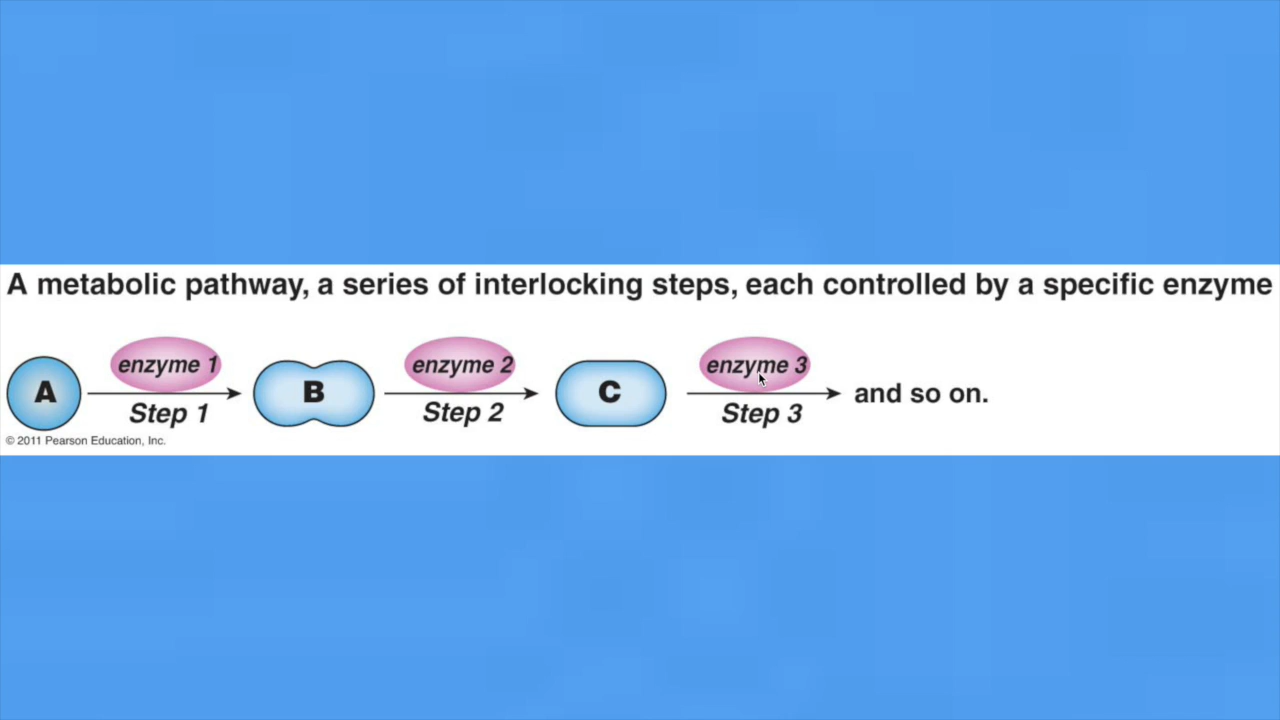 A metabolic pathway, a series of interlocking steps, each controlled by a specific enzyme
enzyme 1
enzyme 2
enzyme 3
A
B
C
and so on.
Step 1
Step 2
Step 3
© 2011 Pearson Education, Inc.